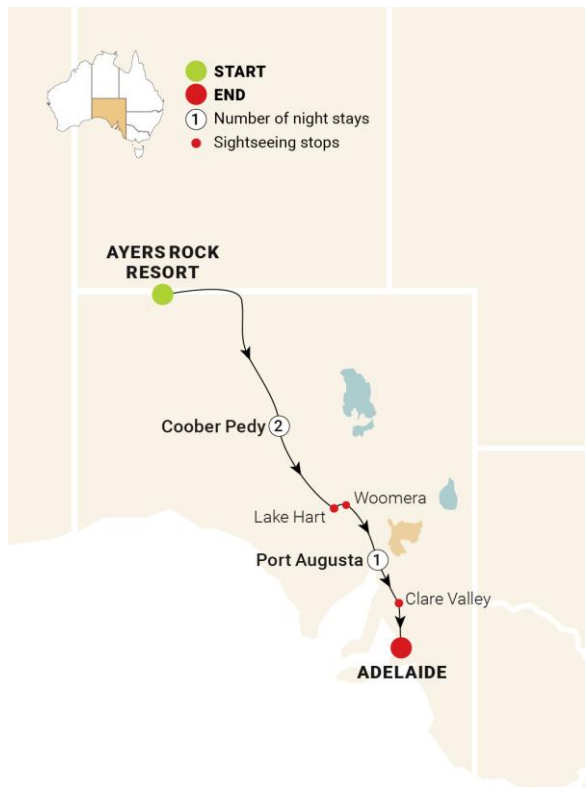 START
END
1 Number of night stays
Sightseeing stops
AYERS ROCK
RESORT
Coober Pedy 2
Woomera
Lake Hart
Port Augusta 1
Clare Valley
ADELAIDE